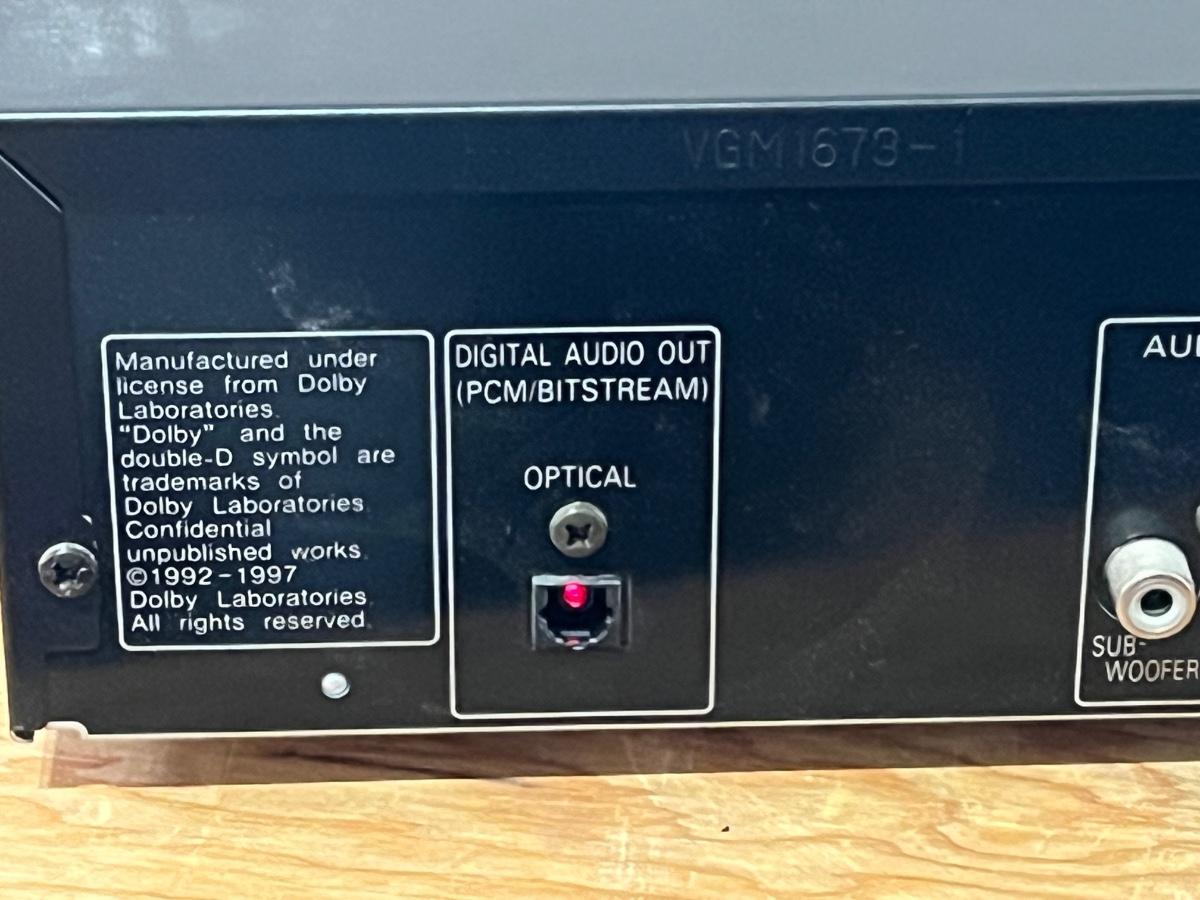 VGM1673-1
Manufactured under
license from Dolby
Laboratories.
"Dolby" and the
double-D symbol are
trademarks of
Dolby Laboratories.
Confidential
unpublished works.
©1992-1997
Dolby Laboratories.
All rights reserved.
DIGITAL AUDIO OUT
(PCM/BITSTREAM)
OPTICAL
SUB-
WOOFER